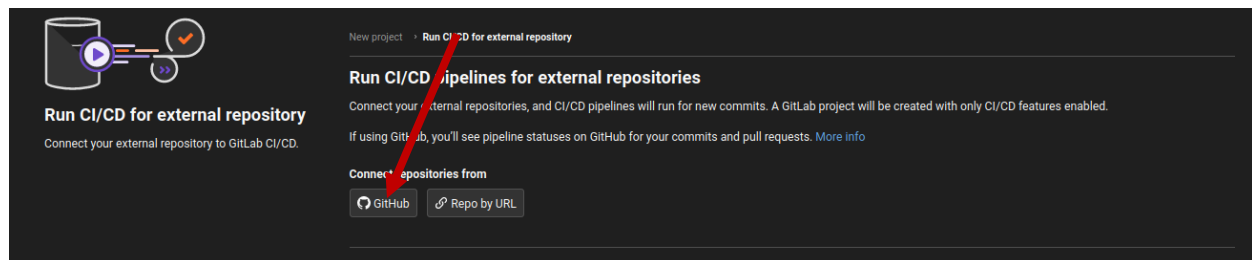 New project › Run CI/CD for external repository
Run CI/CD pipelines for external repositories
Connect your external repositories, and CI/CD pipelines will run for new commits. A GitLab project will be created with only CI/CD features enabled.
If using GitHub, you'll see pipeline statuses on GitHub for your commits and pull requests. More info
Connect repositories from
GitHub Repo by URL
Run CI/CD for external repository
Connect your external repository to GitLab CI/CD.